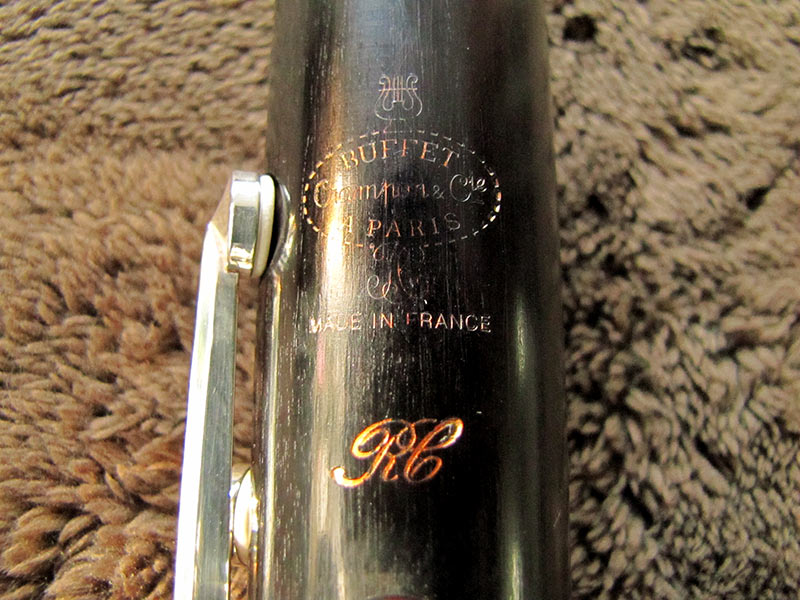 BUFFET
Crampon & Cie
A PARIS
MADE IN FRANCE
RC